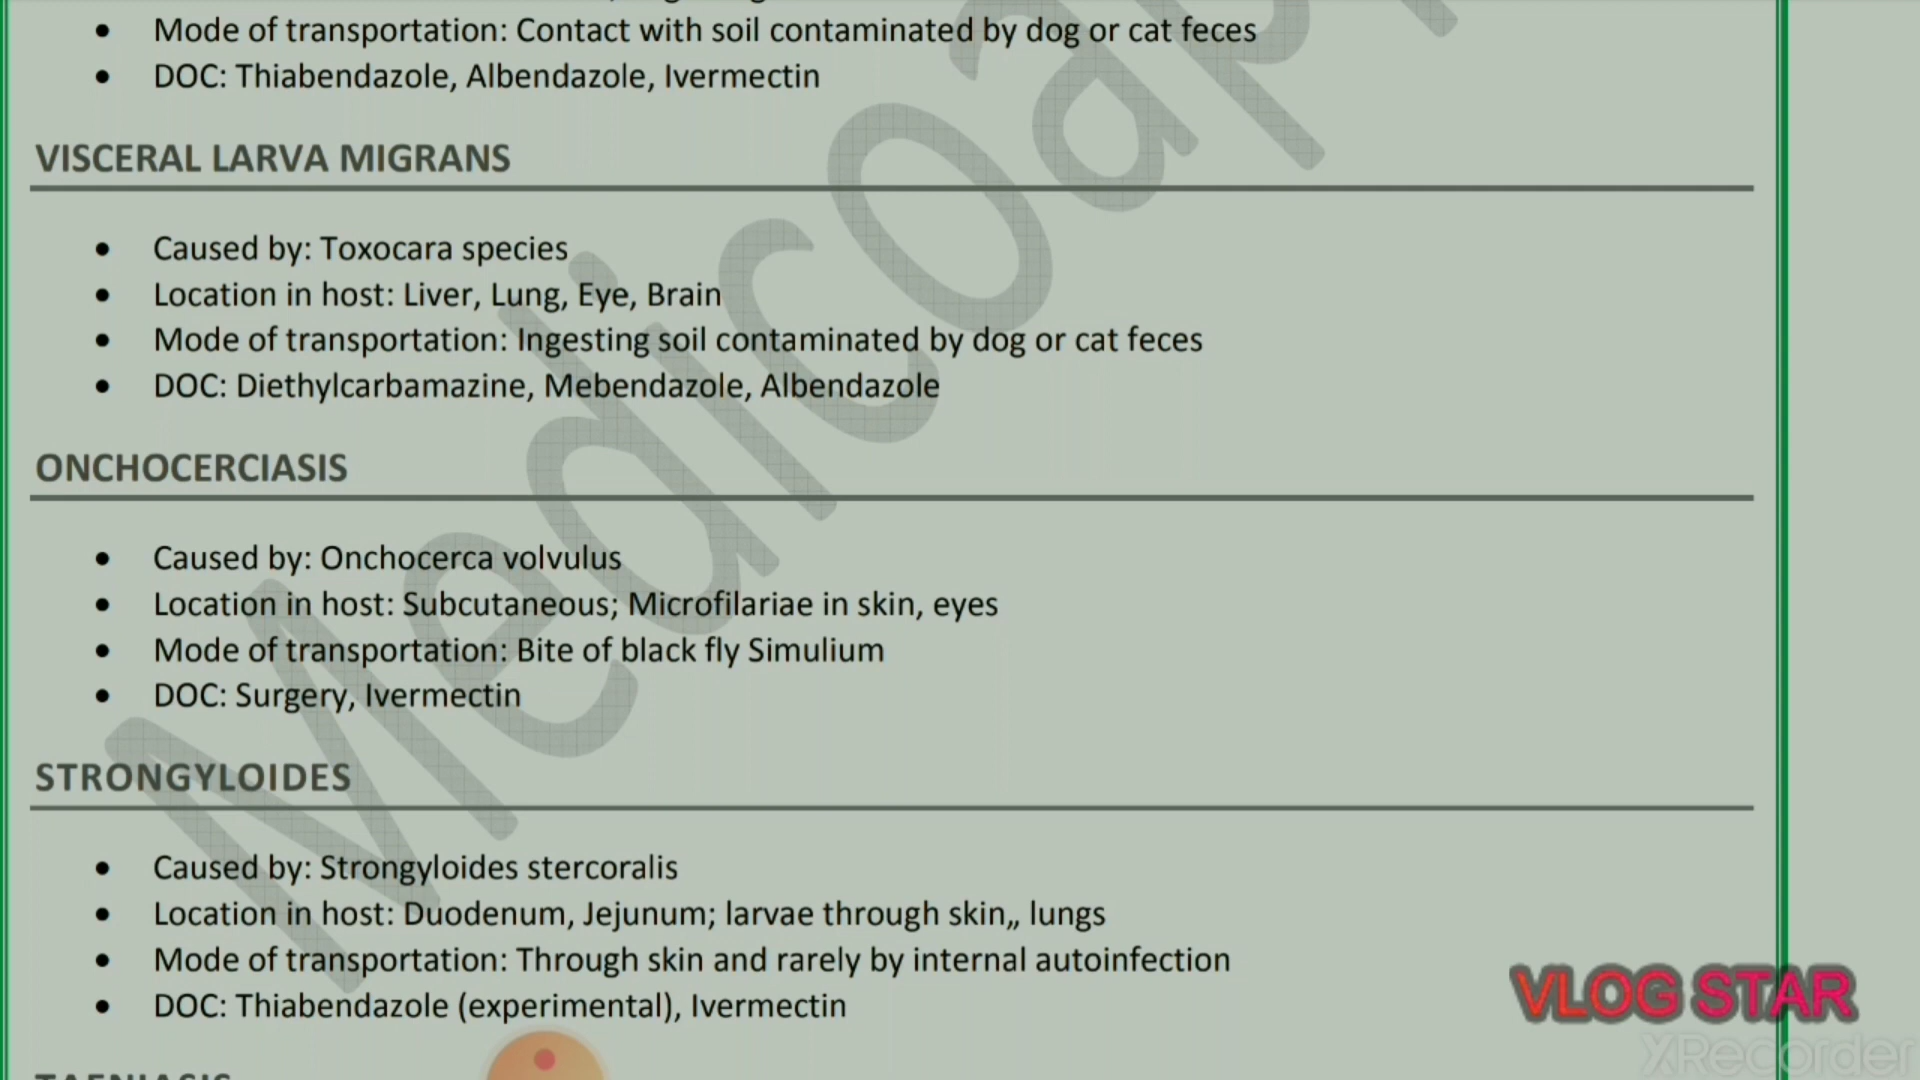 • Mode of transportation: Contact with soil contaminated by dog or cat feces
• DOC: Thiabendazole, Albendazole, Ivermectin
VISCERAL LARVA MIGRANS
• Caused by: Toxocara species
• Location in host: Liver, Lung, Eye, Brain
• Mode of transportation: Ingesting soil contaminated by dog or cat feces
• DOC: Diethylcarbamazine, Mebendazole, Albendazole
ONCHOCERCIASIS
• Caused by: Onchocerca volvulus
• Location in host: Subcutaneous; Microfilariae in skin, eyes
• Mode of transportation: Bite of black fly Simulium
• DOC: Surgery, Ivermectin
STRONGYLOIDES
• Caused by: Strongyloides stercoralis
• Location in host: Duodenum, Jejunum; larvae through skin,, lungs
• Mode of transportation: Through skin and rarely by internal autoinfection
• DOC: Thiabendazole (experimental), Ivermectin
TAENIASIS
VLOG STAR
XRecorder